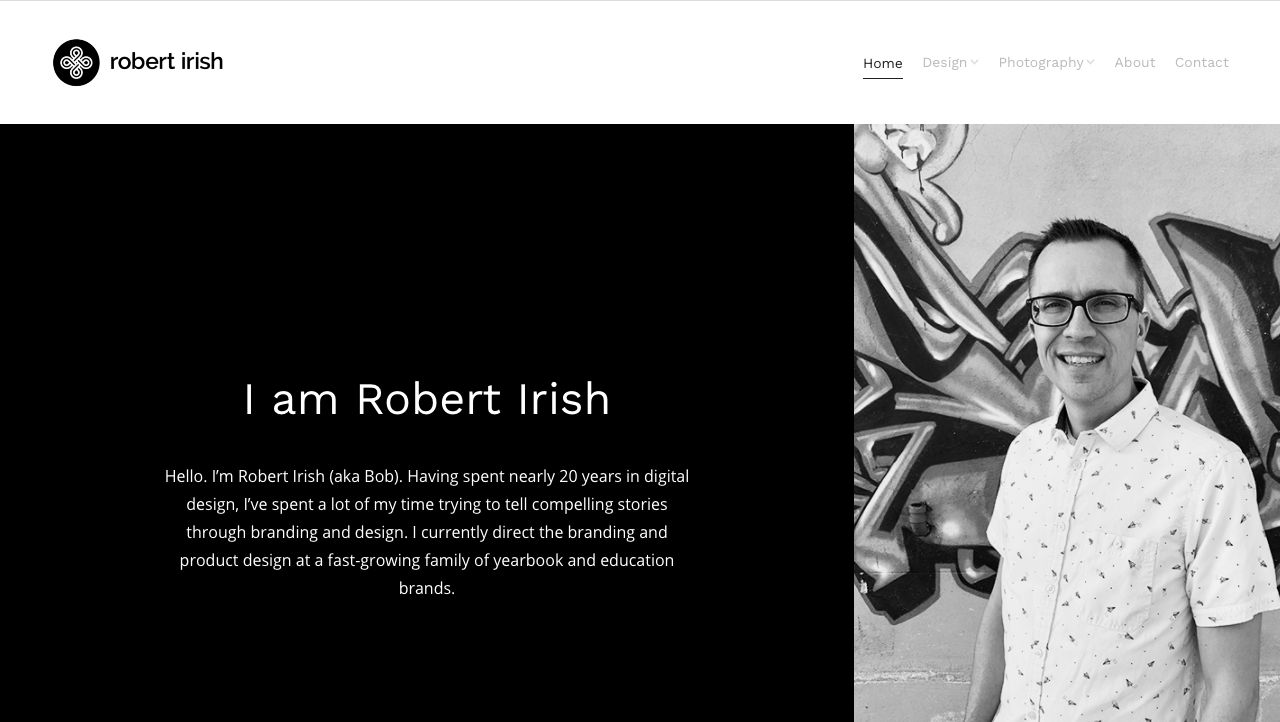 robert irish
Home Design Photography About Contact
I am Robert Irish
Hello. I’m Robert Irish (aka Bob). Having spent nearly 20 years in digital
design, I’ve spent a lot of my time trying to tell compelling stories
through branding and design. I currently direct the branding and
product design at a fast-growing family of yearbook and education
brands.